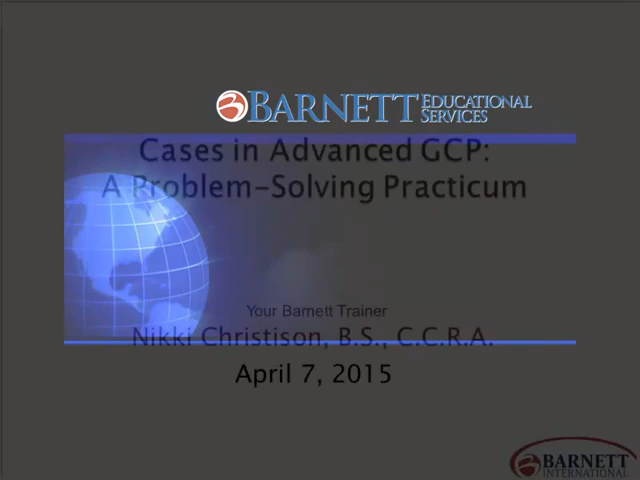 BARNETT EDUCATIONAL
SERVICES
Cases in Advanced GCP:
A Problem-Solving Practicum
Your Barnett Trainer
Nikki Christison, B.S., C.C.R.A.
April 7, 2015
BARNETT
INTERNATIONAL